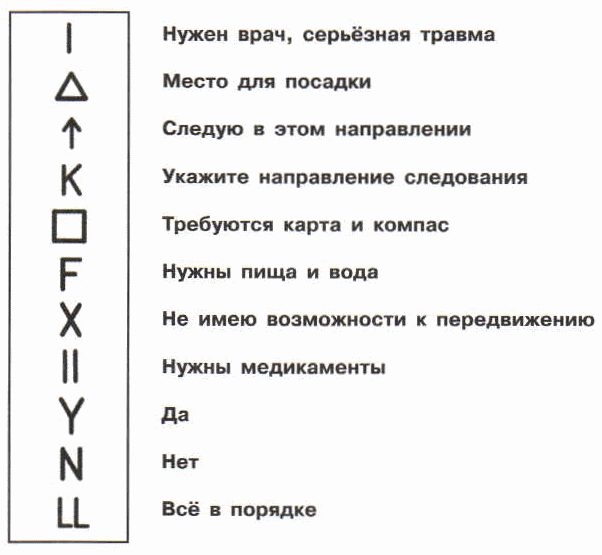 I Нужен врач, серьёзная травма
△ Место для посадки
↑ Следую в этом направлении
K Укажите направление следования
□ Требуются карта и компас
F Нужны пища и вода
X Не имею возможности к передвижению
II Нужны медикаменты
Y Да
N Нет
LL Всё в порядке